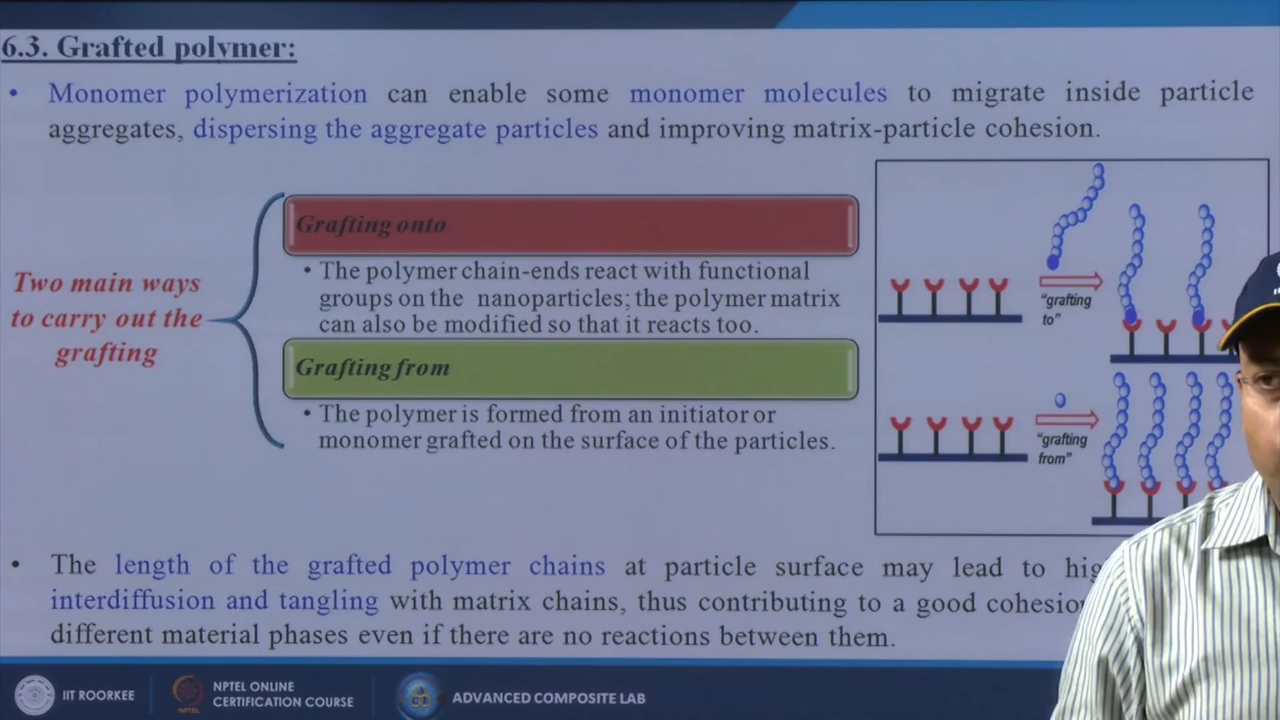 6.3. Grafted polymer:
• Monomer polymerization can enable some monomer molecules to migrate inside particle
aggregates, dispersing the aggregate particles and improving matrix-particle cohesion.
Two main ways
to carry out the
grafting
Grafting onto
• The polymer chain-ends react with functional
groups on the nanoparticles; the polymer matrix
can also be modified so that it reacts too.
Grafting from
• The polymer is formed from an initiator or
monomer grafted on the surface of the particles.
"grafting
to"
"grafting
from"
• The length of the grafted polymer chains at particle surface may lead to
interdiffusion and tangling with matrix chains, thus contributing to a good
different material phases even if there are no reactions between them.
IIT ROORKEE
NPTEL ONLINE
CERTIFICATION COURSE
ADVANCED COMPOSITE LAB